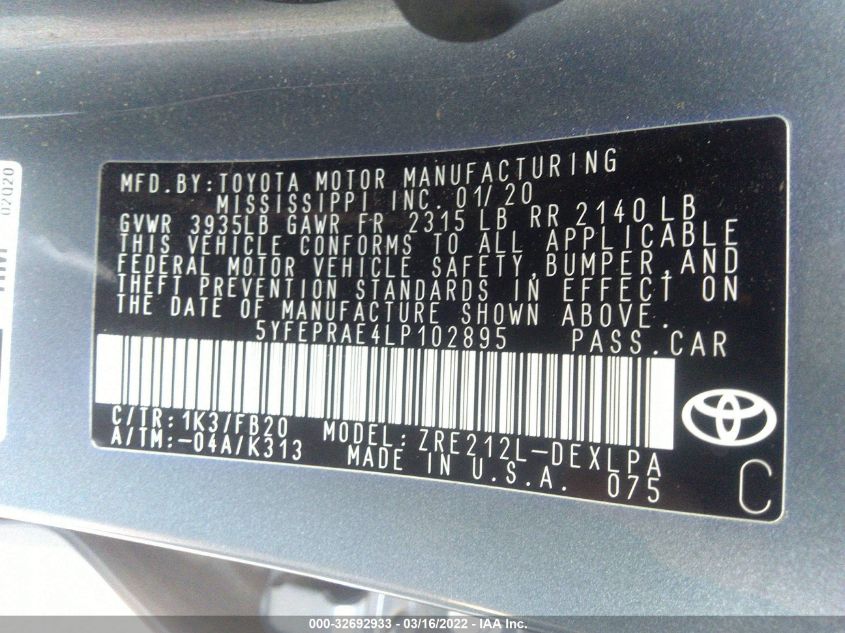 MFD.BY:TOYOTA MOTOR MANUFACTURING
MISSISSIPPI INC. 01/20
GVWR 3935LB GAWR FR 2315 LB RR 2140 LB
THIS VEHICLE CONFORMS TO ALL APPLICABLE
FEDERAL MOTOR VEHICLE SAFETY,BUMPER,AND
THEFT PREVENTION STANDARDS IN EFFECT ON
THE DATE OF MANUFACTURE SHOWN ABOVE.
5YFEPRAE4LP102895 PASS.CAR
C/TR: 1K3/FB20 MODEL: ZRE212L-DEXLPA
A/TM:-04A/K313 MADE IN U.S.A. 075
C
02Q20
000-32692933 - 03/16/2022 - IAA Inc.